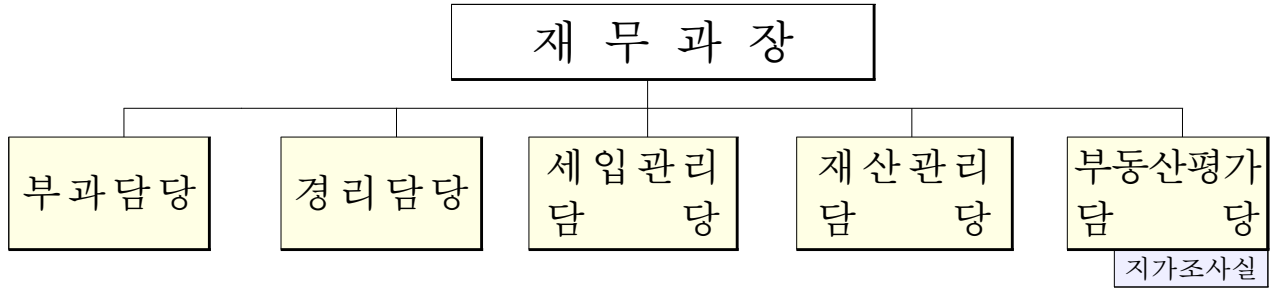 재 무 과 장
부 과 담 당
경 리 담 당
세 입 관 리
담 당
재 산 관 리
담 당
부동산평가
담 당
지가조사실